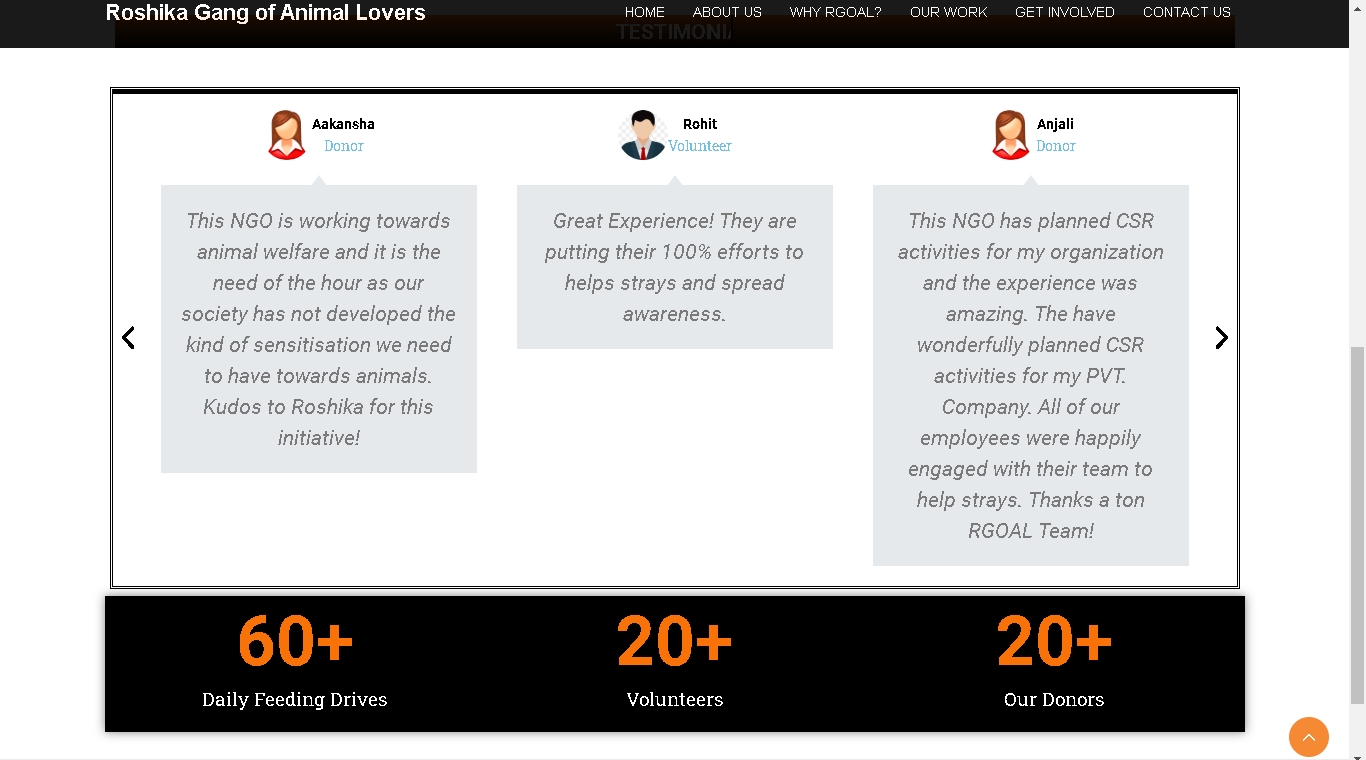 Roshika Gang of Animal Lovers
HOME ABOUT US WHY RGOAL? OUR WORK GET INVOLVED CONTACT US
TESTIMONIA
Aakansha
Donor
This NGO is working towards
animal welfare and it is the
need of the hour as our
society has not developed the
kind of sensitisation we need
to have towards animals.
Kudos to Roshika for this
initiative!
Rohit
Volunteer
Great Experience! They are
putting their 100% efforts to
helps strays and spread
awareness.
Anjali
Donor
This NGO has planned CSR
activities for my organization
and the experience was
amazing. The have
wonderfully planned CSR
activities for my PVT.
Company. All of our
employees were happily
engaged with their team to
help strays. Thanks a ton
RGOAL Team!
60+
Daily Feeding Drives
20+
Volunteers
20+
Our Donors